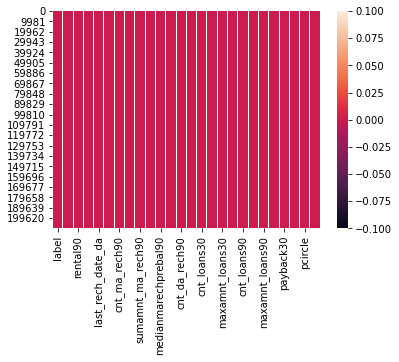 0
9981
19962
29943
39924
49905
59886
69867
79848
89829
99810
109791
119772
129753
139734
149715
159696
169677
179658
189639
199620
label
rental90
last_rech_date_da
cnt_ma_rech90
sumamnt_ma_rech90
medianmarechprebal90
cnt_da_rech90
cnt_loans30
maxamnt_loans30
cnt_loans90
maxamnt_loans90
payback30
pcircle
0.100
0.075
0.050
0.025
0.000
−0.025
−0.050
−0.075
−0.100